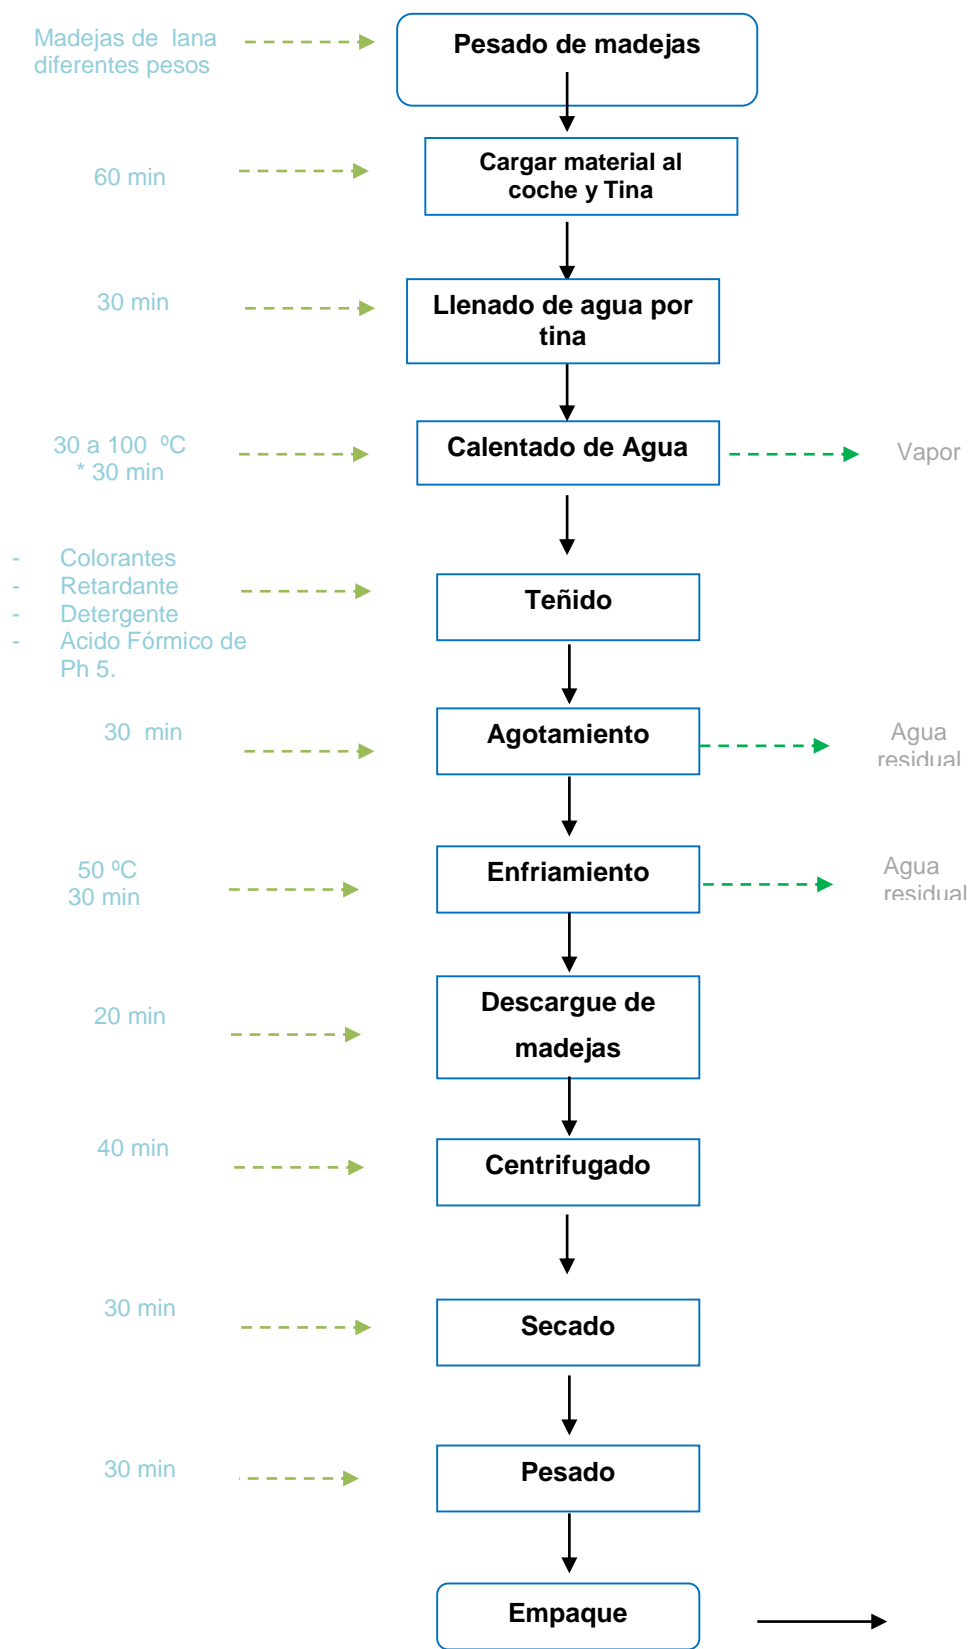 Madejas de lana
diferentes pesos
Pesado de madejas
60 min
Cargar material al
coche y Tina
30 min
Llenado de agua por
tina
30 a 100 ºC
* 30 min
Calentado de Agua
Vapor
- Colorantes
- Retardante
- Detergente
- Acido Fórmico de
Ph 5.
Teñido
30 min
Agotamiento
Agua
residual
50 ºC
30 min
Enfriamiento
Agua
residual
20 min
Descargue de
madejas
40 min
Centrifugado
30 min
Secado
30 min
Pesado
Empaque